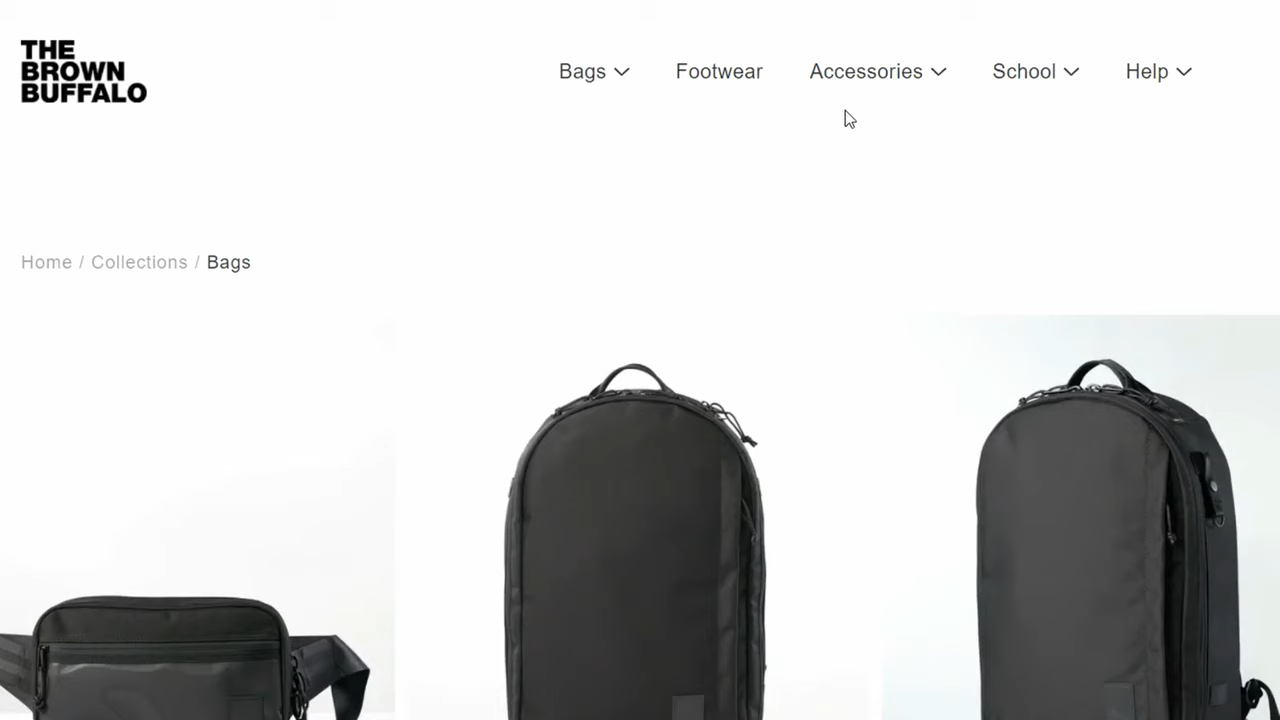 THE
BROWN
BUFFALO
Bags Footwear Accessories School Help
Home / Collections / Bags